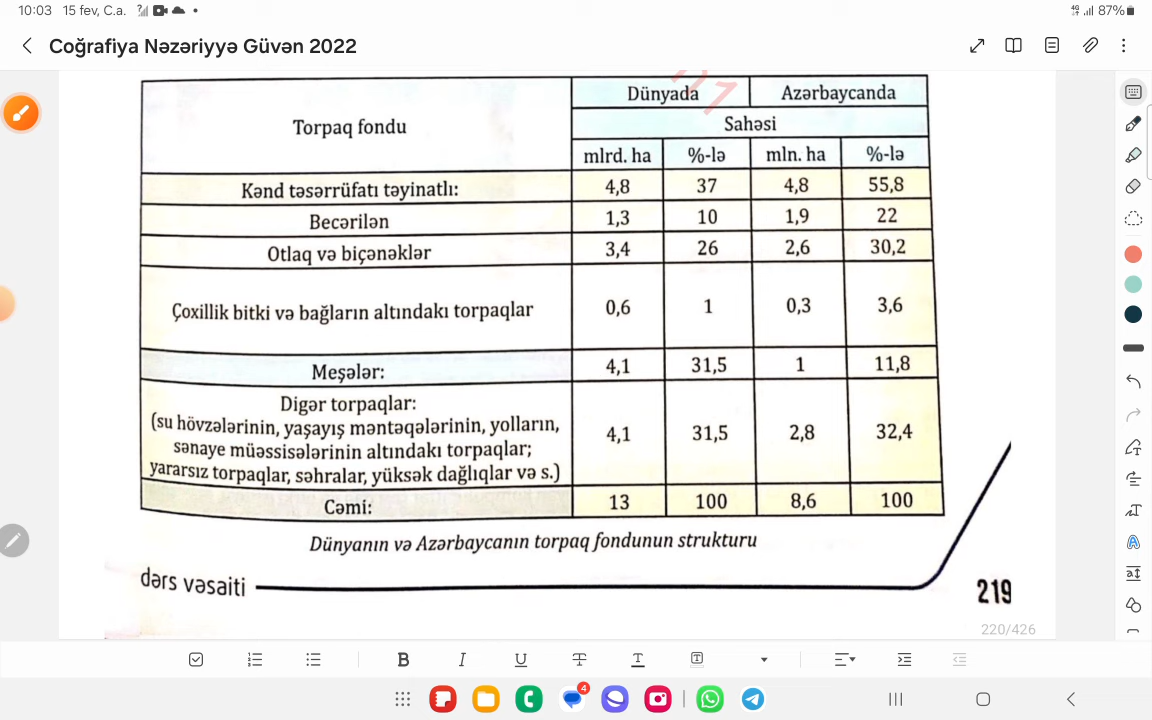 10:03 15 fev, C.a. 87%
Coğrafiya Nəzəriyyə Güvən 2022
Torpaq fondu Dünyada Azərbaycanda
Sahəsi
mlrd. ha %-lə mln. ha %-lə
Kənd təsərrüfatı təyinatlı: 4,8 37 4,8 55,8
Becərilən 1,3 10 1,9 22
Otlaq və biçənəklər 3,4 26 2,6 30,2
Çoxillik bitki və bağların altındakı torpaqlar 0,6 1 0,3 3,6
Meşələr: 4,1 31,5 1 11,8
Digər torpaqlar:
(su hövzələrinin, yaşayış məntəqələrinin, yolların,
sənaye müəssisələrinin altındakı torpaqlar;
yararsız torpaqlar, səhralar, yüksək dağlıqlar və s.) 4,1 31,5 2,8 32,4
Cəmi: 13 100 8,6 100
Dünyanın və Azərbaycanın torpaq fondunun strukturu
dərs vəsaiti 219
220/426
B I U T T T
4